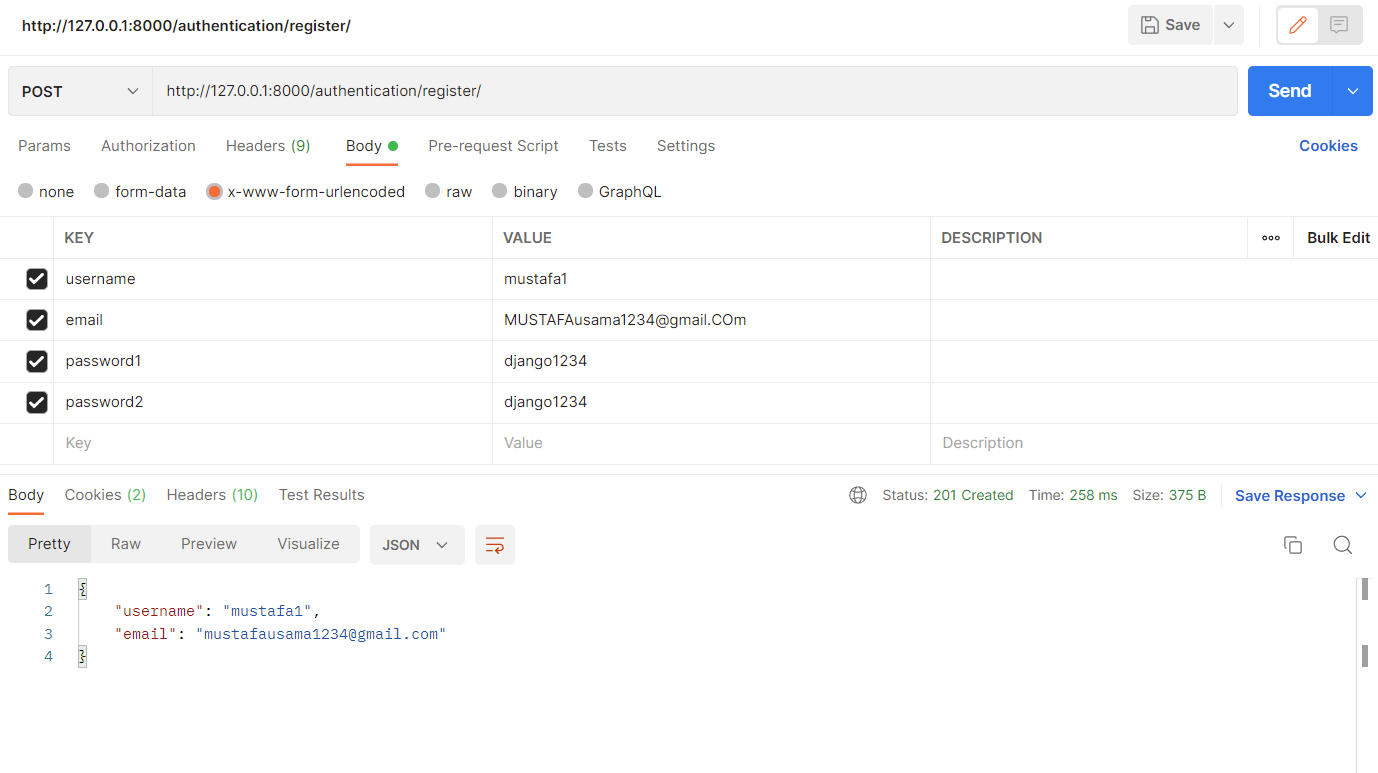 http://127.0.0.1:8000/authentication/register/ Save
POST http://127.0.0.1:8000/authentication/register/ Send
Params Authorization Headers (9) Body Pre-request Script Tests Settings Cookies
none form-data x-www-form-urlencoded raw binary GraphQL
KEY VALUE DESCRIPTION Bulk Edit
username mustafa1
email MUSTAFAusama1234@gmail.COm
password1 django1234
password2 django1234
Key Value Description
Body Cookies (2) Headers (10) Test Results Status: 201 Created Time: 258 ms Size: 375 B Save Response
Pretty Raw Preview Visualize JSON
1 {
2 "username": "mustafa1",
3 "email": "mustafausama1234@gmail.com"
4 }